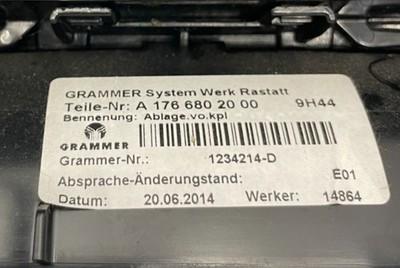 GRAMMER System Werk Rastatt
Teile-Nr: A 176 680 20 00 9H44
Bennenung: Ablage.vo.kpl
GRAMMER
Grammer-Nr.: 1234214-D
Absprache-Änderungstand: E01
Datum: 20.06.2014 Werker: 14864